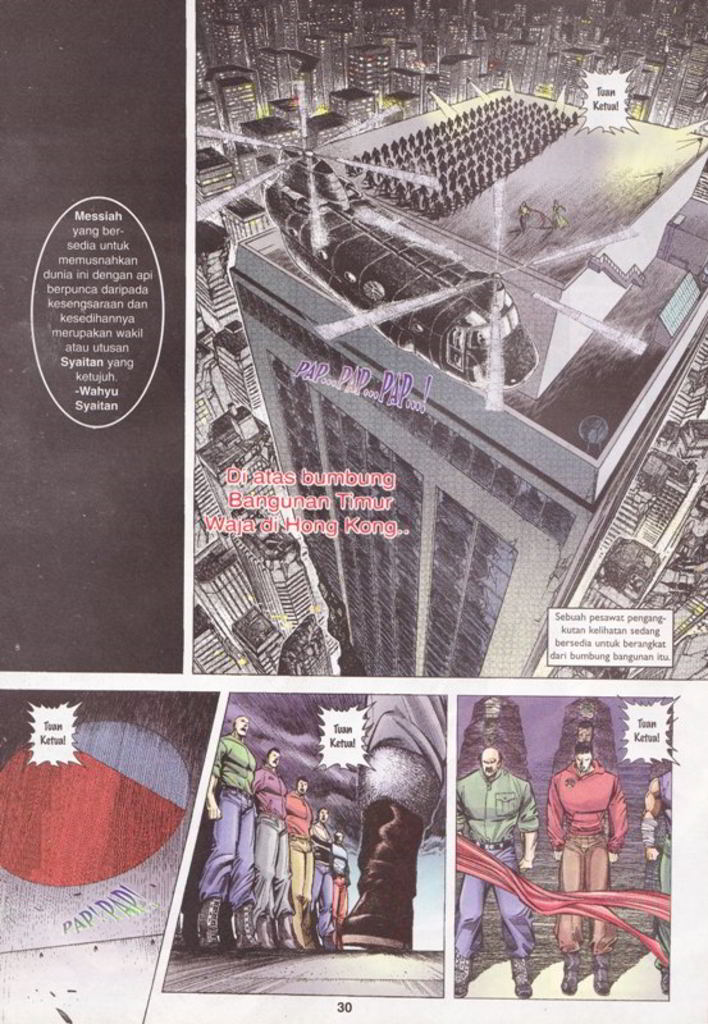 Messiah
yang ber-
sedia untuk
memusnahkan
dunia ini dengan api
berpunca daripada
kesengsaraan dan
kesedihannya
merupakan wakil
atau utusan
Syaitan yang
ketujuh.
-Wahyu
Syaitan
Tuan
Ketua!
PAP...PAP...PAP...!
Di atas bumbung
Bangunan Timur
Waja di Hong Kong..
Sebuah pesawat pengang-
kutan kelihatan sedang
bersedia untuk berangkat
dari bumbung bangunan itu.
Tuan
Ketua!
PAP! PAP!
Tuan
Ketua!
Tuan
Ketua!
30